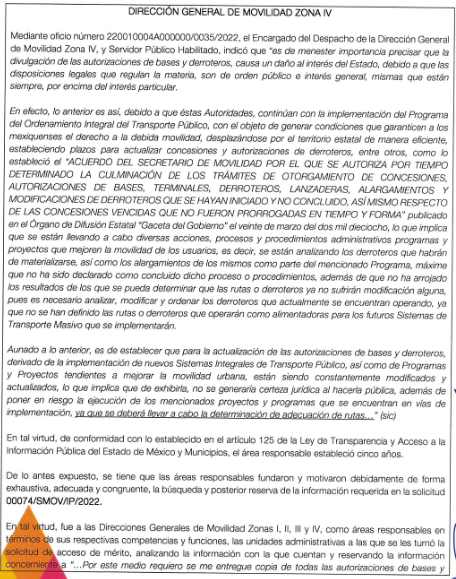 DIRECCIÓN GENERAL DE MOVILIDAD ZONA IV
Mediante oficio número 220010004A000000/0035/2022, el Encargado del Despacho de la Dirección General
de Movilidad Zona IV, y Servidor Público Habilitado, indicó que "es de menester importante precisar que la
divulgación de las autorizaciones de bases y derroteros, causa un daño al interés del Estado, debido a que las
disposiciones legales que regulan la materia, son de orden público e interés general, mismas que están
siempre, por encima del interés particular.
En efecto, lo anterior es así, debido a que éstas Autoridades, continúan con la implementación del Programa
del Ordenamiento Integral del Transporte Público, con el objeto de generar condiciones que garanticen a los
mexiquenses el derecho a la debida movilidad, desplazándose por el territorio estatal de manera eficiente,
estableciendo plazos para actualizar concesiones y autorizaciones de derroteros, entre otros, como lo
estableció el "ACUERDO DEL SECRETARIO DE MOVILIDAD POR EL QUE SE AUTORIZA POR TIEMPO
DETERMINADO LA CULMINACIÓN DE LOS TRÁMITES DE OTORGAMIENTO DE CONCESIONES,
AUTORIZACIONES DE BASES, TERMINALES, DERROTEROS, LANZADERAS, ALARGAMIENTOS Y
MODIFICACIONES DE DERROTEROS QUE SE HAYAN INICIADO Y NO CONCLUIDO, ASÍ MISMO RESPECTO
DE LAS CONCESIONES VENCIDAS QUE NO FUERON PRORROGADAS EN TIEMPO Y FORMA" publicado
en el Órgano de Difusión Estatal "Gaceta del Gobierno" el veinte de marzo del dos mil dieciocho, lo que implica
que se están llevando a cabo diversas acciones, procesos y procedimientos administrativos programas y
proyectos que mejoren la movilidad de los usuarios, es decir, se están analizando los derroteros que habrán
de materializarse, así como los alargamientos de los mismos como parte del mencionado Programa, máxime
que no ha sido declarado como concluido dicho proceso o procedimientos, además de que no ha arrojado
los resultados de los que se pueda determinar que las rutas o derroteros ya no sufrirán modificación alguna,
pues es necesario analizar, modificar y ordenar los derroteros que actualmente se encuentran operando, ya
que no se han definido las rutas o derroteros que operarán como alimentadoras para los futuros Sistemas de
Transporte Masivo que se implementarán.
Aunado a lo anterior, es de establecer que para la actualización de las autorizaciones de bases y derroteros,
derivado de la implementación de nuevos Sistemas Integrales de Transporte Público, así como de Programas
y Proyectos tendientes a mejorar la movilidad urbana, están siendo constantemente modificados y
actualizados, lo que implica que de exhibirla, no se generaría certeza jurídica al hacerla pública, además de
poner en riesgo la ejecución de los mencionados proyectos y programas que se encuentran en vías de
implementación, ya que se deberá llevar a cabo la determinación de adecuación de rutas..." (sic)
En tal virtud, de conformidad con lo establecido en el artículo 125 de la Ley de Transparencia y Acceso a la
Información Pública del Estado de México y Municipios, el área responsable estableció cinco años.
De lo antes expuesto, se tiene que las áreas responsables fundaron y motivaron debidamente de forma
exhaustiva, adecuada y congruente, la búsqueda y posterior reserva de la información requerida en la solicitud
00074/SMOV/IP/2022.
En tal virtud, fue a las Direcciones Generales de Movilidad Zonas I, II, III y IV, como áreas responsables en
términos de sus respectivas competencias y funciones, las unidades administrativas a las que se les turnó la
solicitud de acceso de mérito, analizando la información con la que cuentan y reservando la información
concerniente a "...Por este medio requiero se me entregue copia de todas las autorizaciones de bases y